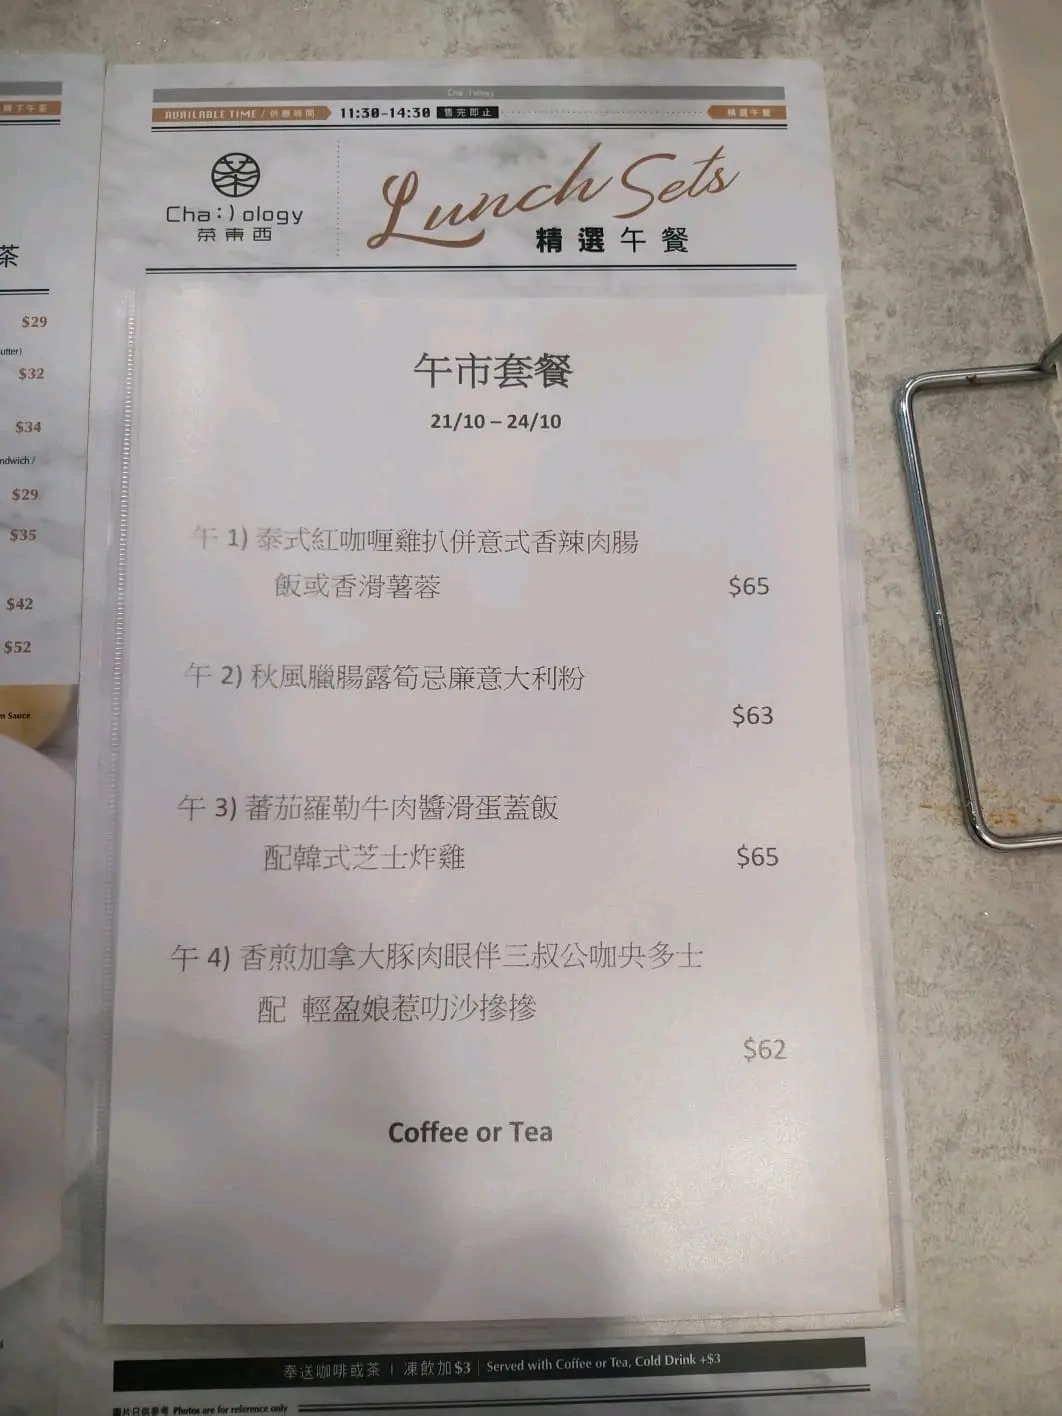 茶
$29
utter)
$32
$34
ndwich /
$29
$35
$42
$52
m Sauce
Cha:)ology
AVAILABLE TIME / 供應時間 11:30-14:30 售完即止 精選午餐
Cha:)ology
茶東西
Lunch Sets
精選午餐
午市套餐
21/10 – 24/10
午 1) 泰式紅咖喱雞扒併意式香辣肉腸
飯或香滑薯蓉 $65
午 2) 秋風臘腸露筍忌廉意大利粉
$63
午 3) 蕃茄羅勒牛肉醬滑蛋蓋飯
配韓式芝士炸雞 $65
午 4) 香煎加拿大豚肉眼伴三叔公咖央多士
配 輕盈娘惹叻沙摻摻
$62
Coffee or Tea
奉送咖啡或茶 | 凍飲加$3 | Served with Coffee or Tea, Cold Drink +$3
圖片只供參考 Photos are for reference only